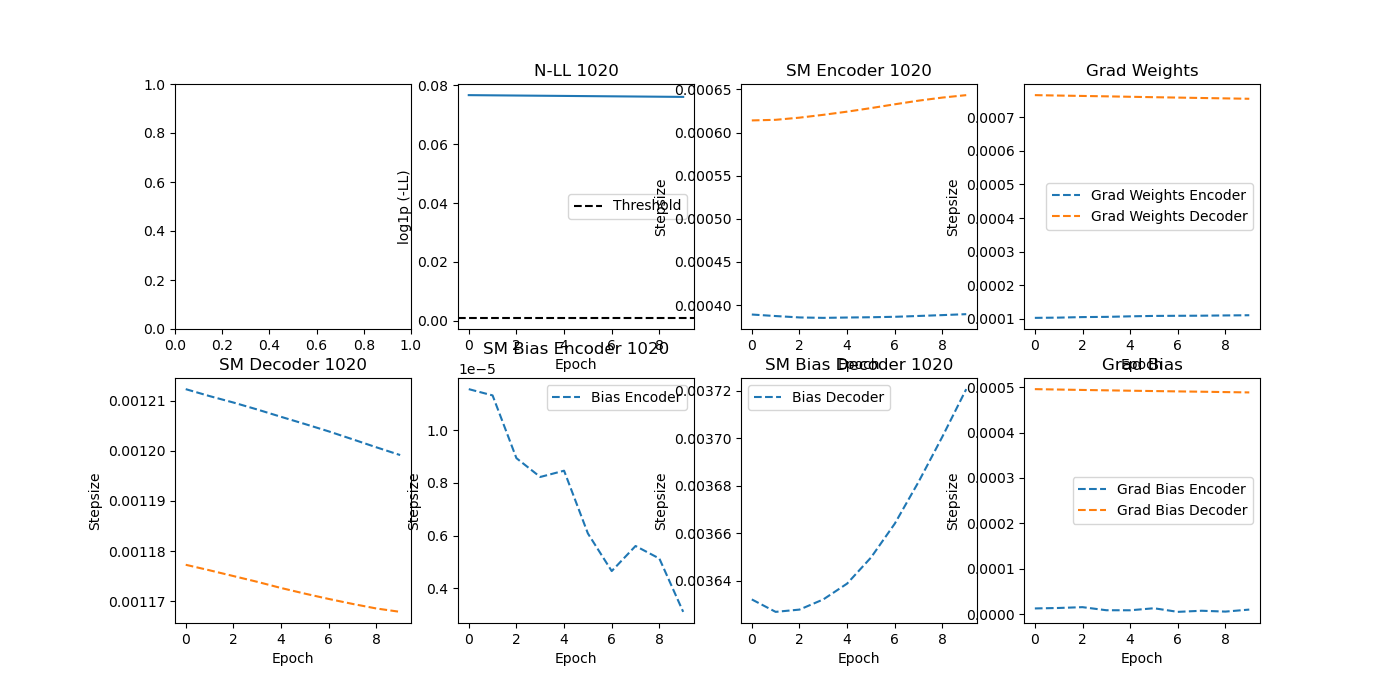 N-LL 1020
SM Encoder 1020
Grad Weights
1.0
0.8
0.6
0.4
0.2
0.0
0.0 0.2 0.4 0.6 0.8 1.0
log1p (-LL)
0.08
0.06
0.04
0.02
0.00
Threshold
0 2 4 6 8
Epoch
Stepsize
0.00065
0.00060
0.00055
0.00050
0.00045
0.00040
0 2 4 6 8
Epoch
Stepsize
0.0007
0.0006
0.0005
0.0004
0.0003
0.0002
0.0001
Grad Weights Encoder
Grad Weights Decoder
0 2 4 6 8
Epoch
SM Decoder 1020
SM Bias Encoder 1020
SM Bias Decoder 1020
Grad Bias
Stepsize
0.00121
0.00120
0.00119
0.00118
0.00117
0 2 4 6 8
Epoch
1e−5
Stepsize
1.0
0.8
0.6
0.4
Bias Encoder
0 2 4 6 8
Epoch
Stepsize
0.00372
0.00370
0.00368
0.00366
0.00364
Bias Decoder
0 2 4 6 8
Epoch
Stepsize
0.0005
0.0004
0.0003
0.0002
0.0001
0.0000
Grad Bias Encoder
Grad Bias Decoder
0 2 4 6 8
Epoch